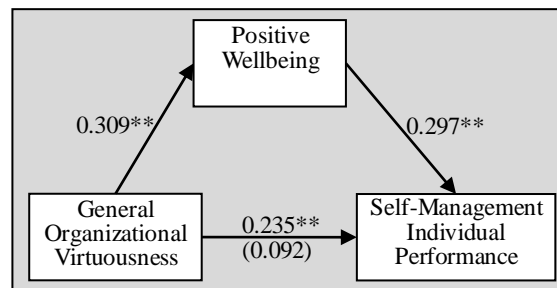 Positive
Wellbeing
0.309**
0.297**
General
Organizational
Virtuousness
0.235**
(0.092)
Self-Management
Individual
Performance